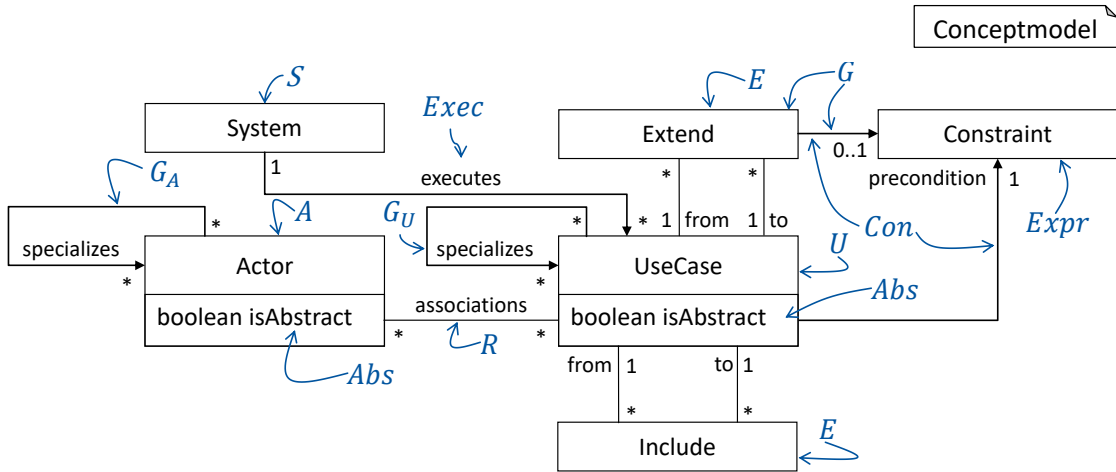 Conceptmodel
S
E
G
Exec
System
Extend
Constraint
G_A
1
0..1
executes
*
*
precondition
1
A
G_U
*
*
*
1
from
1
to
U
Con
Expr
specializes
specializes
Actor
UseCase
*
*
Abs
boolean isAbstract
associations
boolean isAbstract
*
*
R
Abs
from
1
to
1
*
*
Include
E